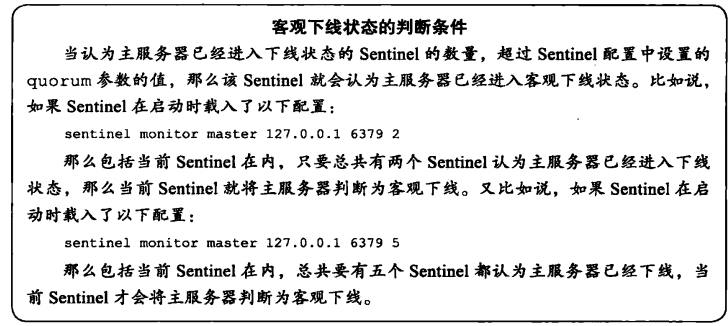 客观下线状态的判断条件
当认为主服务器已经进入下线状态的 Sentinel 的数量，超过 Sentinel 配置中设置的
quorum 参数的值，那么该 Sentinel 就会认为主服务器已经进入客观下线状态。比如说，
如果 Sentinel 在启动时载入了以下配置：
sentinel monitor master 127.0.0.1 6379 2
那么包括当前 Sentinel 在内，只要总共有两个 Sentinel 认为主服务器已经进入下线
状态，那么当前 Sentinel 就将主服务器判断为客观下线。又比如说，如果 Sentinel 在启
动时载入了以下配置：
sentinel monitor master 127.0.0.1 6379 5
那么包括当前 Sentinel 在内，总共要有五个 Sentinel 都认为主服务器已经下线，当
前 Sentinel 才会将主服务器判断为客观下线。